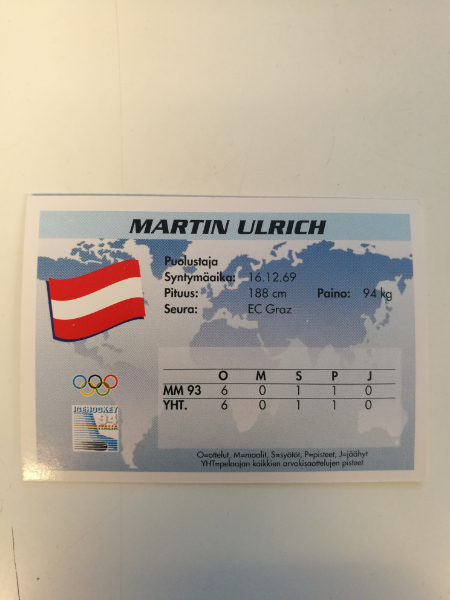 MARTIN ULRICH
Puolustaja
Syntymäaika: 16.12.69
Pituus: 188 cm Paino: 94 kg
Seura: EC Graz
O M S P J
MM 93 6 0 1 1 0
YHT. 6 0 1 1 0
ICEHOCKEY
ITALIA
O=ottelut, M=maalit, S=syötöt, P=pisteet, J=jäähyt
YHT=pelaajan kaikkien arvokisaottelujen pisteet